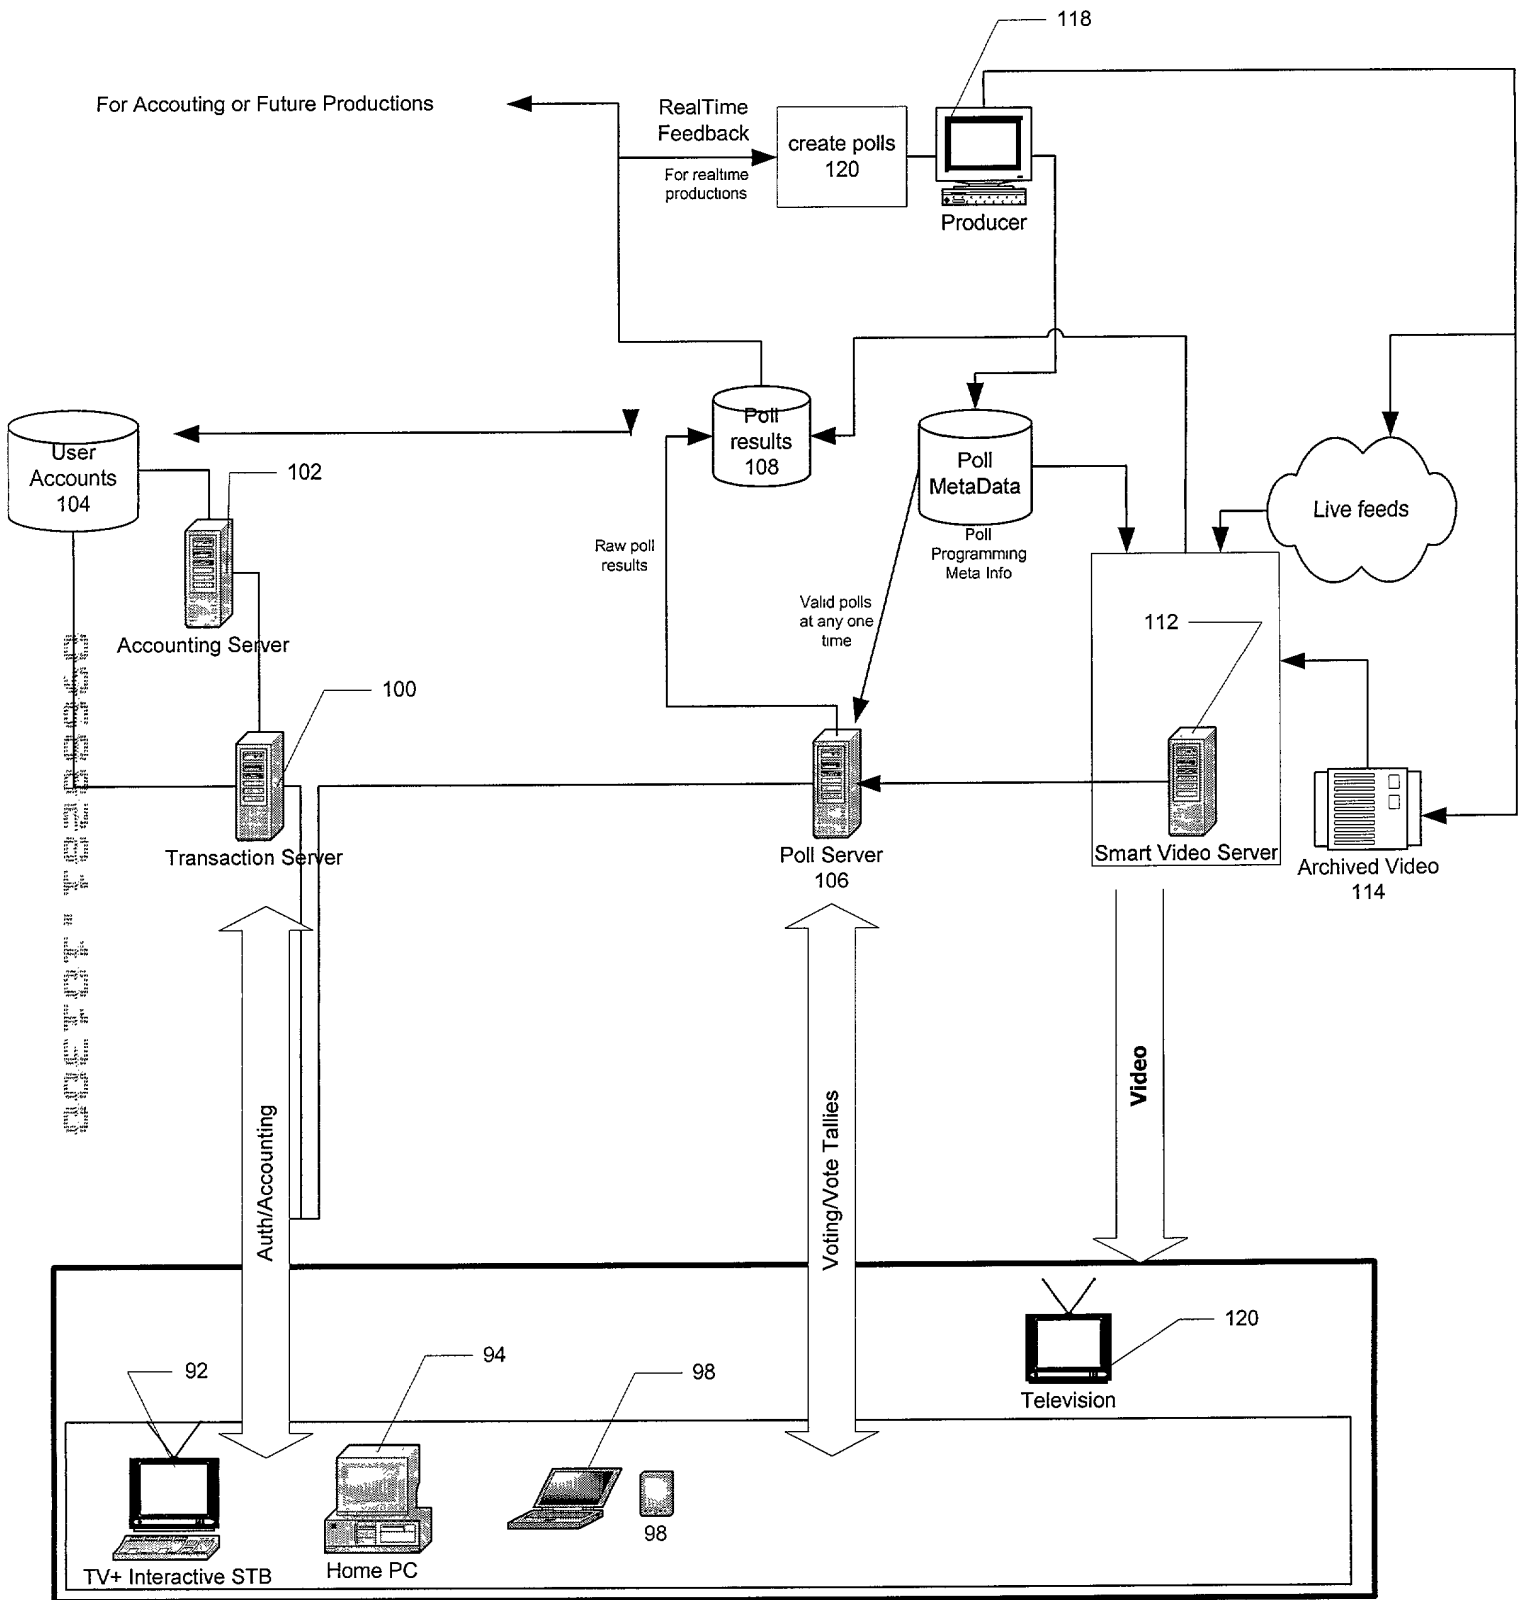 118
For Accouting or Future Productions
RealTime
Feedback
For realtime
productions
create polls
120
Producer
User
Accounts
104
102
Poll
results
108
Poll
MetaData
Poll
Programming
Meta Info
Live feeds
Raw poll
results
Valid polls
at any one
time
112
Accounting Server
100
Transaction Server
Poll Server
106
Smart Video Server
Archived Video
114
Auth/Accounting
Voting/Vote Tallies
Video
120
Television
92
94
98
98
TV+ Interactive STB
Home PC